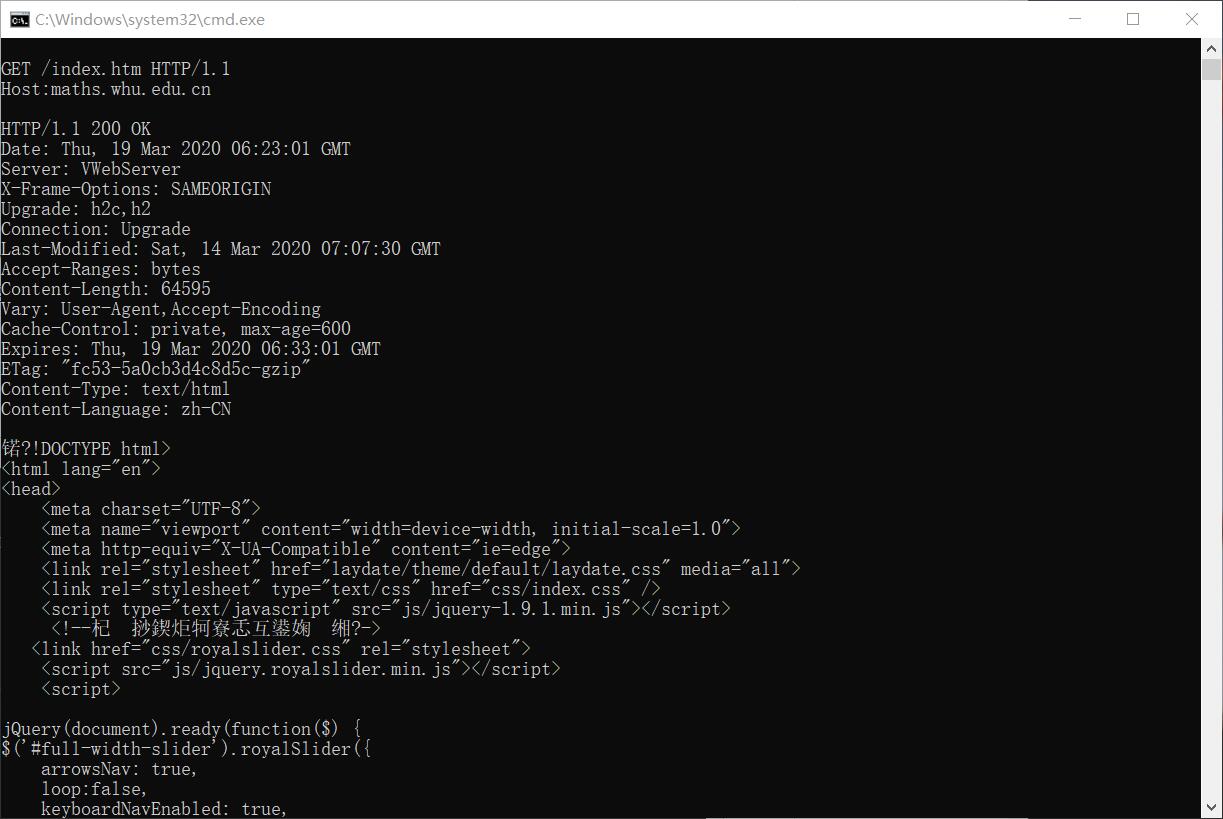 C:\Windows\system32\cmd.exe
GET /index.htm HTTP/1.1
Host:maths.whu.edu.cn
HTTP/1.1 200 OK
Date: Thu, 19 Mar 2020 06:23:01 GMT
Server: VWebServer
X-Frame-Options: SAMEORIGIN
Upgrade: h2c,h2
Connection: Upgrade
Last-Modified: Sat, 14 Mar 2020 07:07:30 GMT
Accept-Ranges: bytes
Content-Length: 64595
Vary: User-Agent,Accept-Encoding
Cache-Control: private, max-age=600
Expires: Thu, 19 Mar 2020 06:33:01 GMT
ETag: "fc53-5a0cb3d4c8d5c-gzip"
Content-Type: text/html
Content-Language: zh-CN
锘?!DOCTYPE html>
<html lang="en">
<head>
    <meta charset="UTF-8">
    <meta name="viewport" content="width=device-width, initial-scale=1.0">
    <meta http-equiv="X-UA-Compatible" content="ie=edge">
    <link rel="stylesheet" href="laydate/theme/default/laydate.css" media="all">
    <link rel="stylesheet" type="text/css" href="css/index.css" />
    <script type="text/javascript" src="js/jquery-1.9.1.min.js"></script>
     <!--杞  挱鍥炬牱寮忎互鍙婅  缃?->
   <link href="css/royalslider.css" rel="stylesheet">
    <script src="js/jquery.royalslider.min.js"></script>
    <script>
jQuery(document).ready(function($) {
$('#full-width-slider').royalSlider({
    arrowsNav: true,
    loop:false,
    keyboardNavEnabled: true,